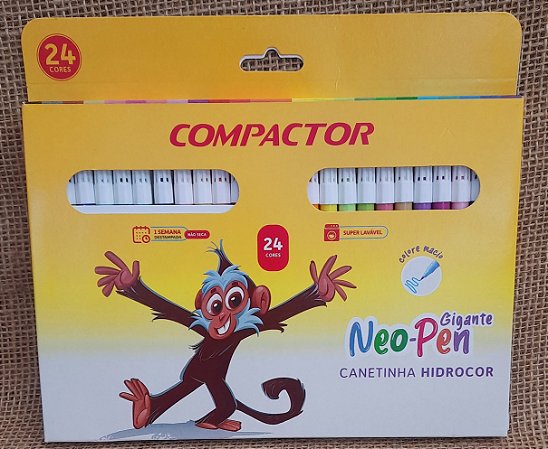 24
CORES
COMPACTOR
1 SEMANA
DESTAMPADA
NÃO SECA
24
CORES
SUPER LAVÁVEL
colore macio
Neo-Pen
Gigante
CANETINHA HIDROCOR